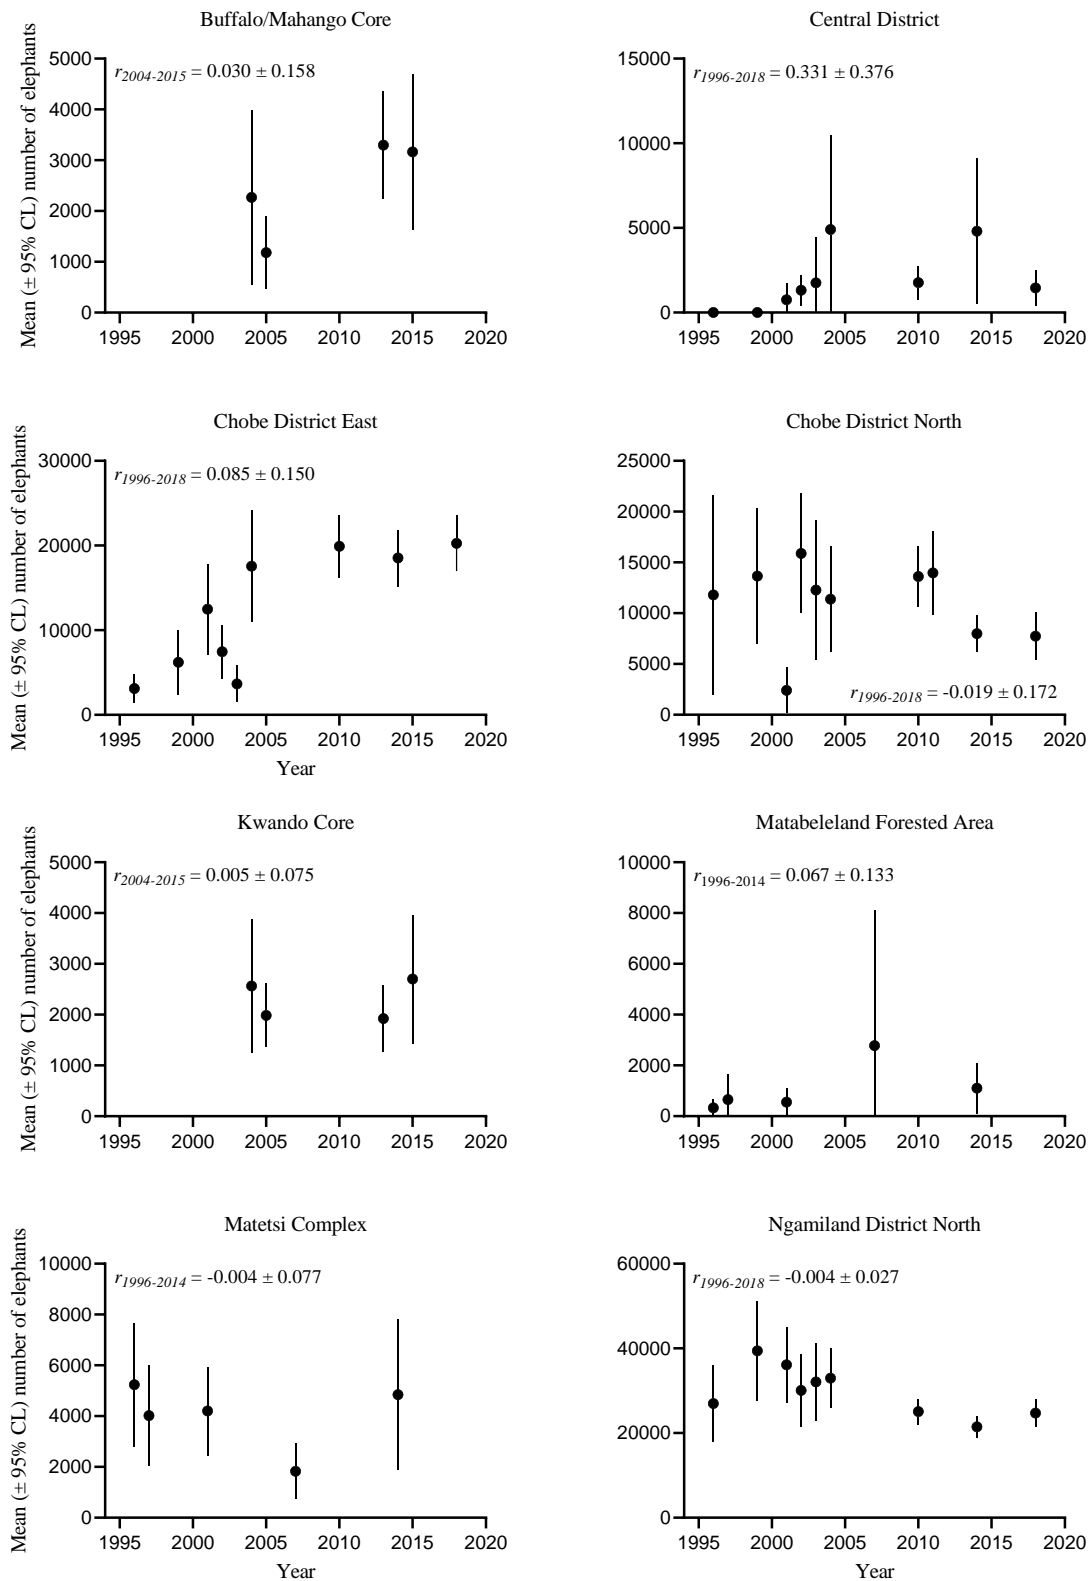 Buffalo/Mahango Core
Mean (± 95% CL) number of elephants
r2004-2015 = 0.030 ± 0.158
5000
4000
3000
2000
1000
0
1995 2000 2005 2010 2015 2020
Central District
r1996-2018 = 0.331 ± 0.376
15000
10000
5000
0
1995 2000 2005 2010 2015 2020
Chobe District East
Mean (± 95% CL) number of elephants
r1996-2018 = 0.085 ± 0.150
30000
20000
10000
0
1995 2000 2005 2010 2015 2020
Year
Chobe District North
25000
20000
15000
10000
5000
0
r1996-2018 = -0.019 ± 0.172
1995 2000 2005 2010 2015 2020
Kwando Core
Mean (± 95% CL) number of elephants
r2004-2015 = 0.005 ± 0.075
5000
4000
3000
2000
1000
0
1995 2000 2005 2010 2015 2020
Matabeleland Forested Area
r1996-2014 = 0.067 ± 0.133
10000
8000
6000
4000
2000
0
1995 2000 2005 2010 2015 2020
Matetsi Complex
Mean (± 95% CL) number of elephants
r1996-2014 = -0.004 ± 0.077
10000
8000
6000
4000
2000
0
1995 2000 2005 2010 2015 2020
Year
Ngamiland District North
r1996-2018 = -0.004 ± 0.027
60000
40000
20000
0
1995 2000 2005 2010 2015 2020
Year